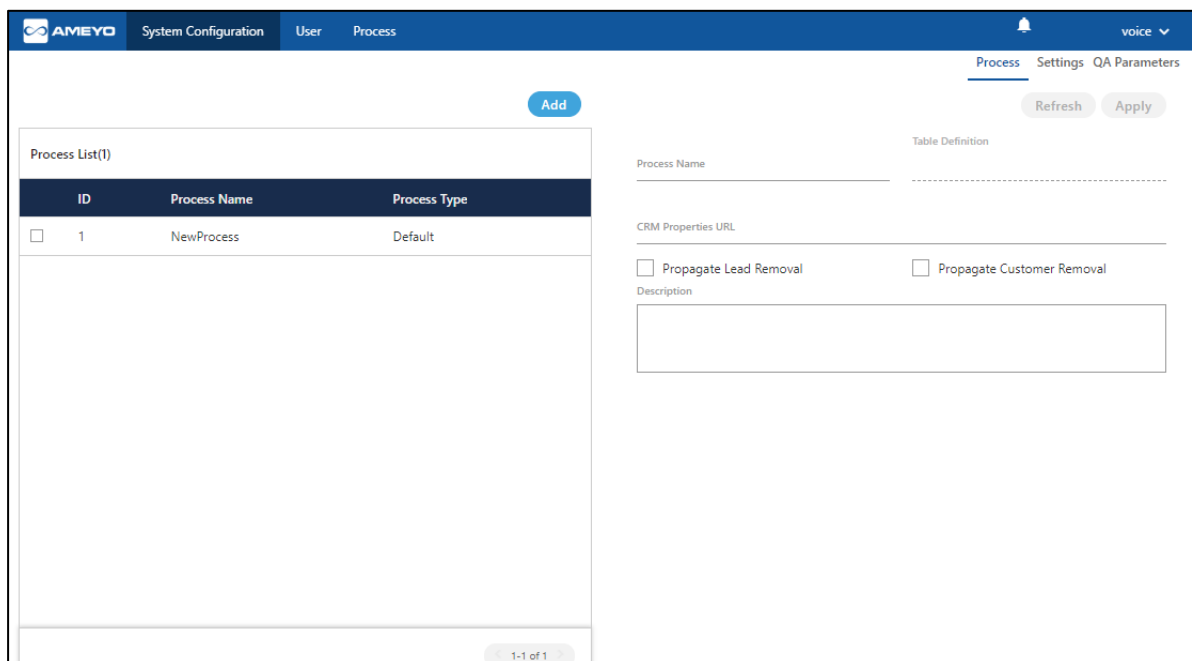 AMEYO System Configuration User Process voice
Process Settings QA Parameters
Add Refresh Apply
Process List(1)
Table Definition
Process Name
ID Process Name Process Type
1 NewProcess Default
CRM Properties URL
Propagate Lead Removal Propagate Customer Removal
Description
1-1 of 1